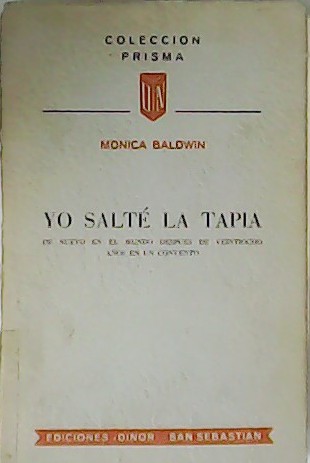 COLECCION
PRISMA
MONICA BALDWIN
YO SALTÉ LA TAPIA
DE NUEVO EN EL MUNDO DESPUES DE VEINTIOCHO
AÑOS EN UN CONVENTO
EDICIONES DINOR SAN SEBASTIAN